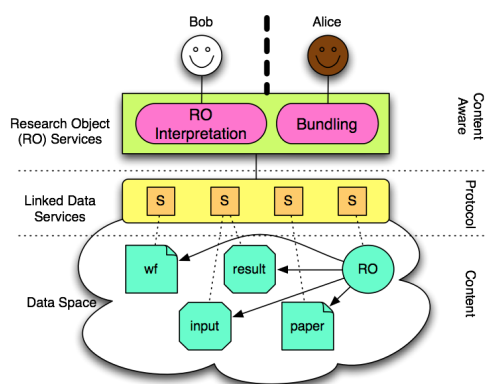 Bob
Alice
Research Object
(RO) Services
RO
Interpretation
Bundling
Content
Aware
Linked Data
Services
S
S
S
S
Protocol
wf
result
RO
Data Space
input
paper
Content